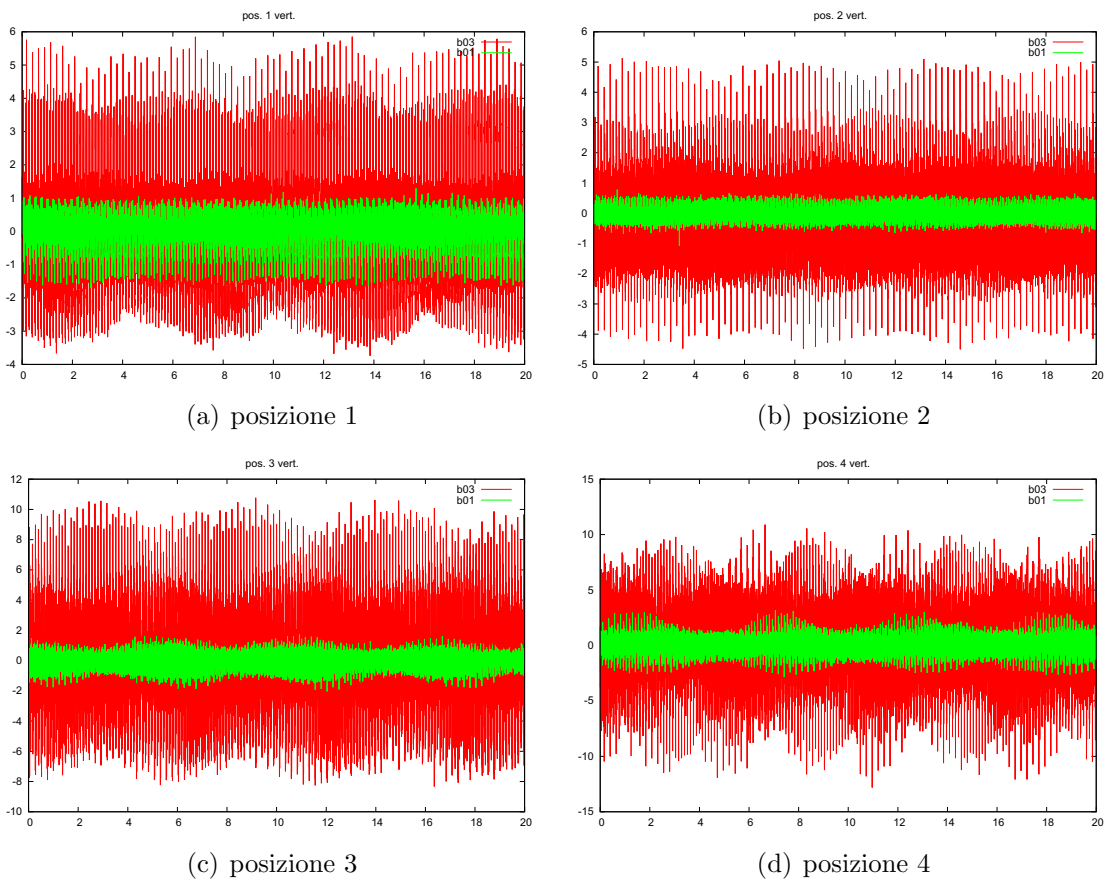 pos. 1 vert.
b03
b01
6
5
4
3
2
1
0
-1
-2
-3
-4
0 2 4 6 8 10 12 14 16 18 20
(a) posizione 1
pos. 2 vert.
b03
b01
6
5
4
3
2
1
0
-1
-2
-3
-4
-5
0 2 4 6 8 10 12 14 16 18 20
(b) posizione 2
pos. 3 vert.
b03
b01
12
10
8
6
4
2
0
-2
-4
-6
-8
-10
0 2 4 6 8 10 12 14 16 18 20
(c) posizione 3
pos. 4 vert.
b03
b01
15
10
5
0
-5
-10
-15
0 2 4 6 8 10 12 14 16 18 20
(d) posizione 4